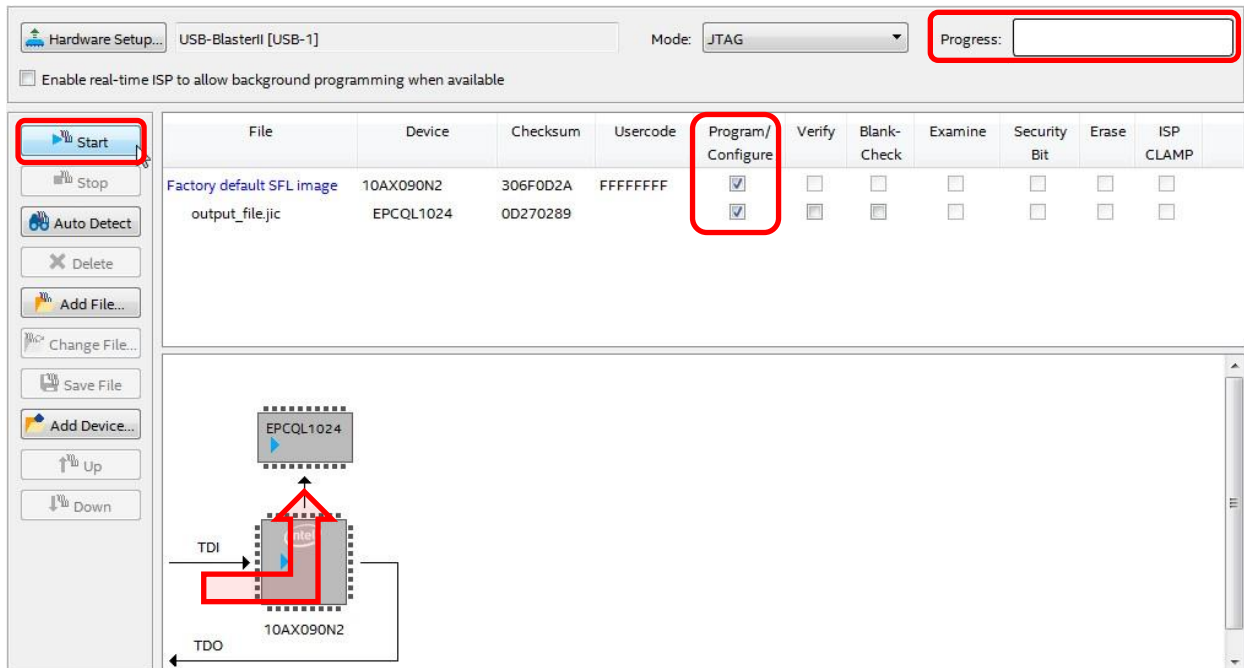 Hardware Setup...
USB-BlasterII [USB-1]
Mode:
JTAG
Progress:
Enable real-time ISP to allow background programming when available
Start
Stop
Auto Detect
Delete
Add File...
Change File...
Save File
Add Device...
Up
Down
File Device Checksum Usercode Program/ Verify Blank- Examine Security Erase ISP
Configure Check Bit CLAMP
Factory default SFL image 10AX090N2 306F0D2A FFFFFFFF
output_file.jic EPCQL1024 0D270289
EPCQL1024
intel
TDI
10AX090N2
TDO